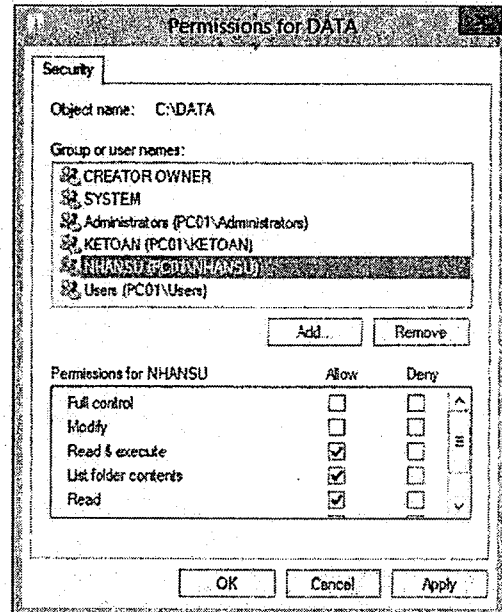 Permissions for DATA
Security
Object name: C:\DATA
Group or user names:
CREATOR OWNER
SYSTEM
Administrators (PC01\Administrators)
KETOAN (PC01\KETOAN)
NHANSU (PC01\NHANSU)
Users (PC01\Users)
Add... Remove
Permissions for NHANSU Allow Deny
Full control
Modify
Read & execute
List folder contents
Read
OK Cancel Apply